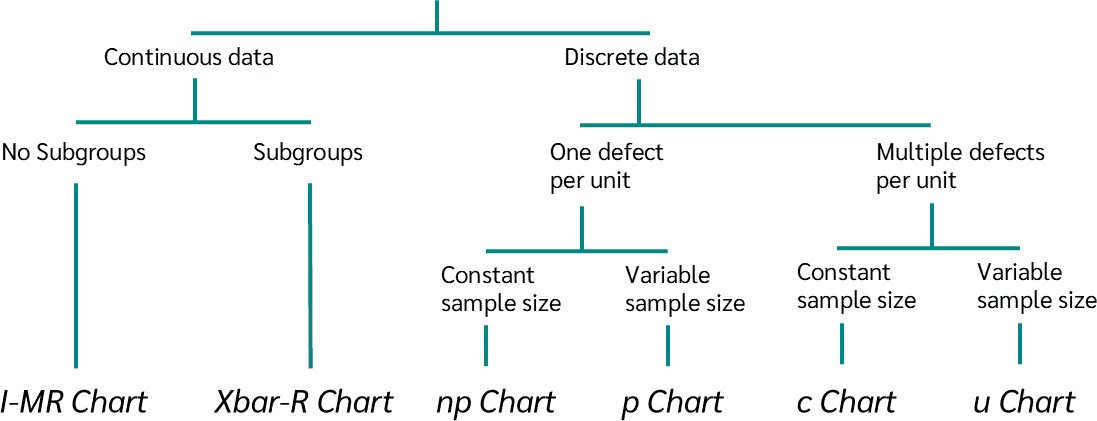 Continuous data
Discrete data
No Subgroups
Subgroups
One defect
per unit
Multiple defects
per unit
Constant
sample size
Variable
sample size
Constant
sample size
Variable
sample size
I-MR Chart
Xbar-R Chart
np Chart
p Chart
c Chart
u Chart